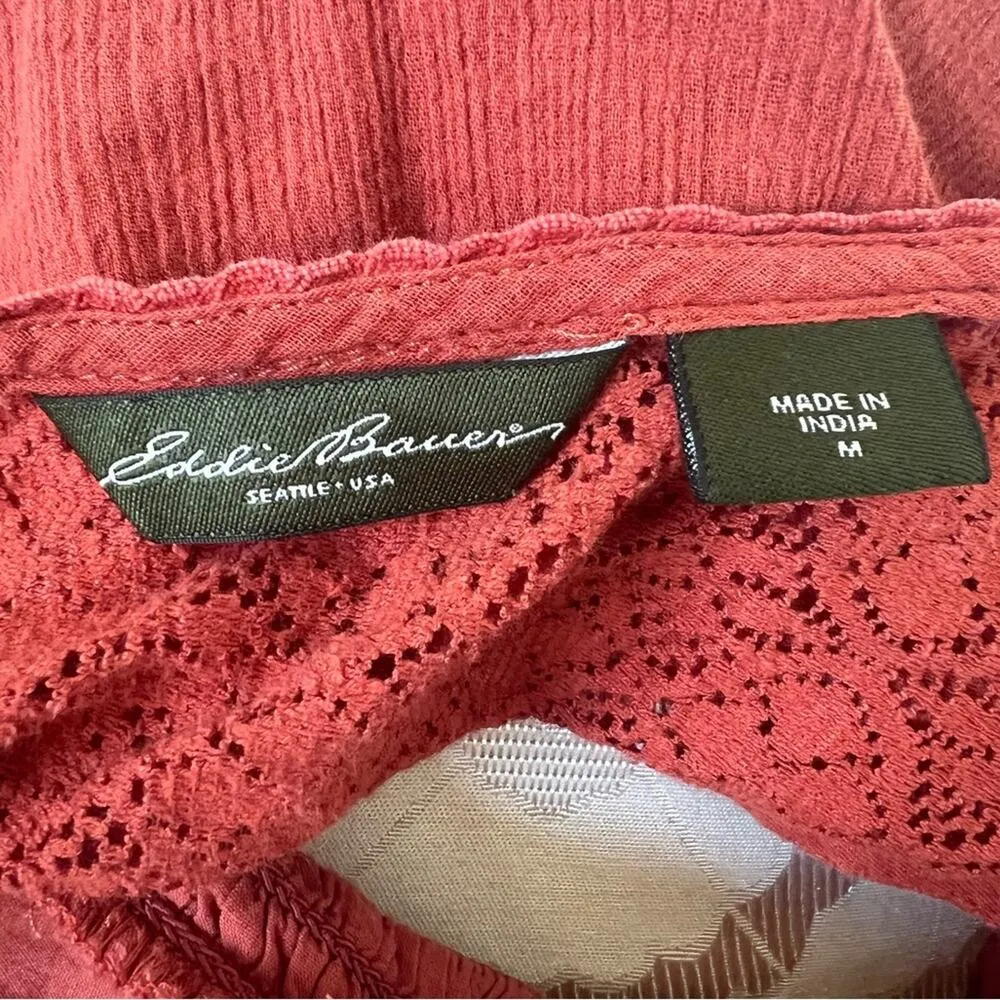 Eddie Bauer®
SEATTLE • USA
MADE IN
INDIA
M